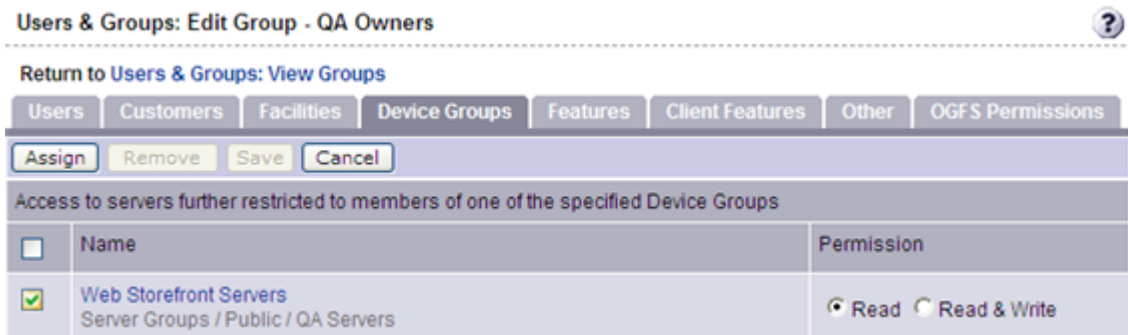 Users & Groups: Edit Group - QA Owners ?
Return to Users & Groups: View Groups
Users Customers Facilities Device Groups Features Client Features Other OGFS Permissions
Assign Remove Save Cancel
Access to servers further restricted to members of one of the specified Device Groups
Name Permission
Web Storefront Servers
Server Groups / Public / QA Servers
Read Read & Write